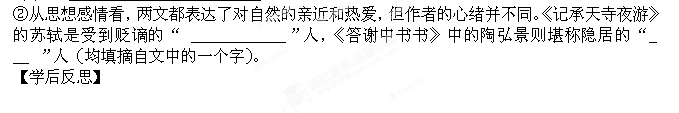 ②从思想感情看，两文都表达了对自然的亲近和热爱，但作者的心绪并不同。《记承天寺夜游》
的苏轼是受到贬谪的“ ____________ ”人，《答谢中书书》中的陶弘景则堪称隐居的“_
__ ”人（均填摘自文中的一个字）。
【学后反思】